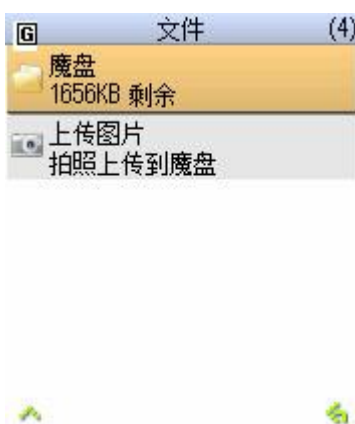 G 文件 (4)
魔盘
1656KB 剩余
上传图片
拍照上传到魔盘